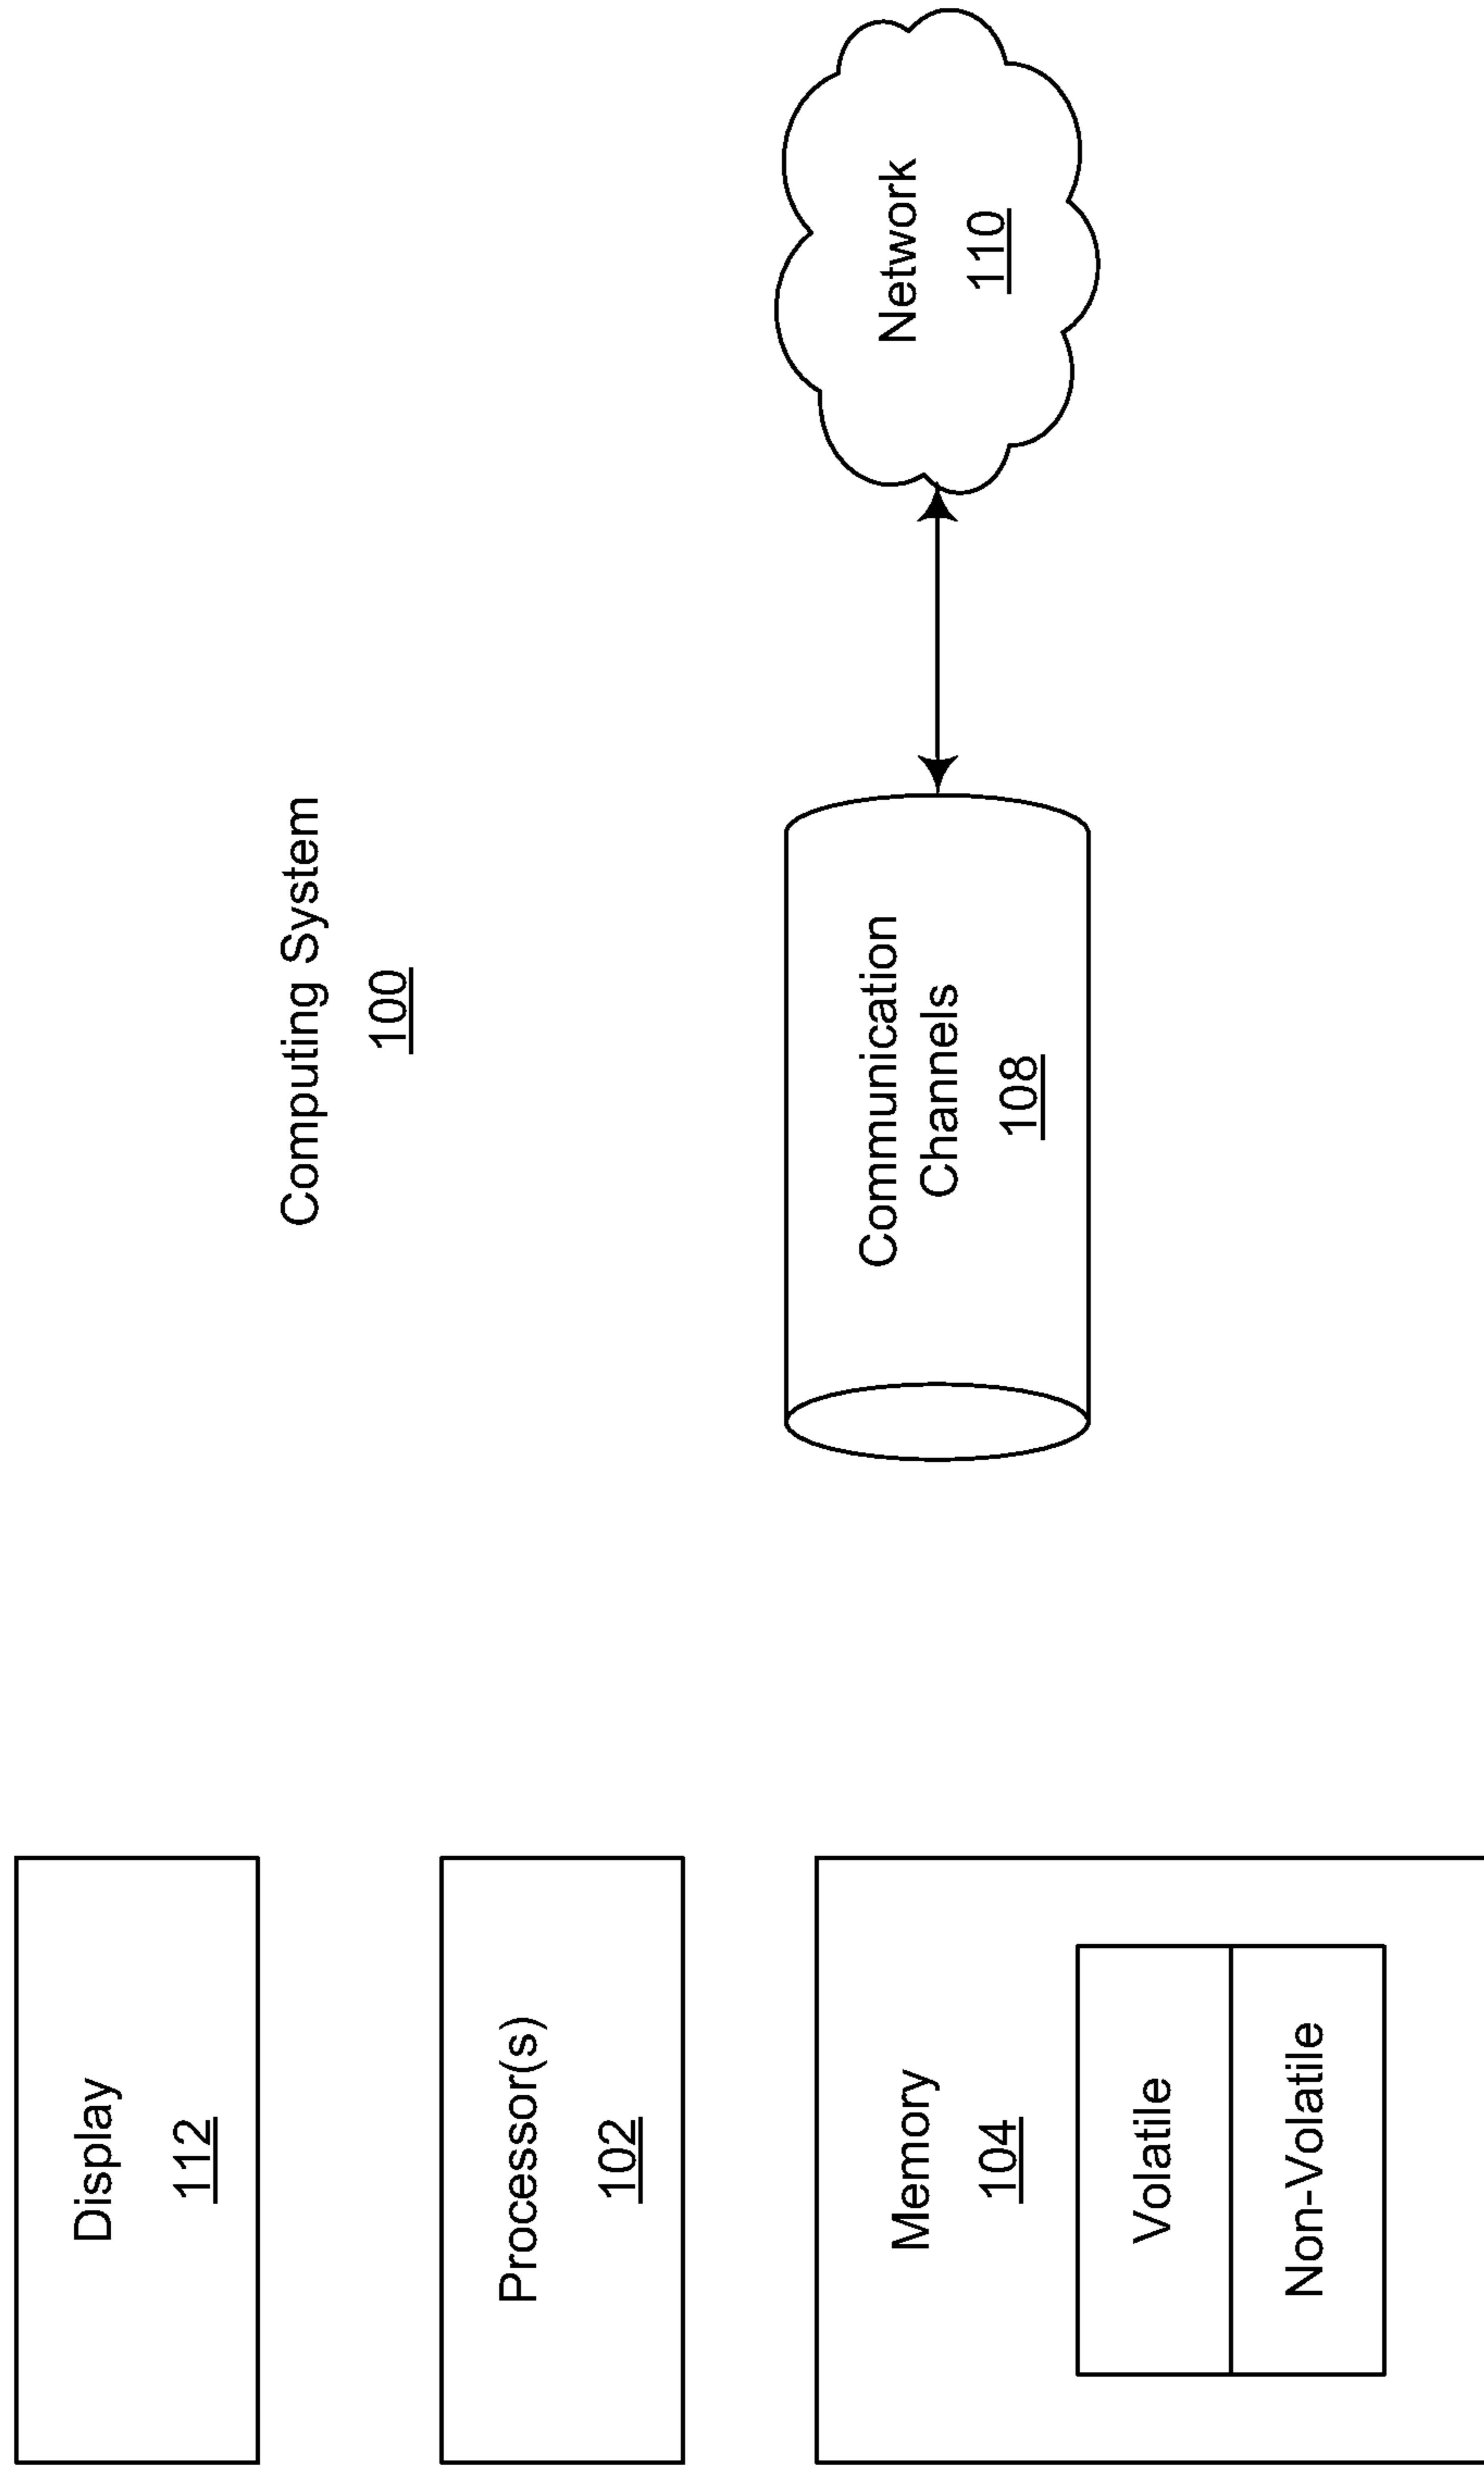 Computing System
100
Display
112
Processor(s)
102
Memory
104
Volatile
Non-Volatile
Communication
Channels
108
Network
110